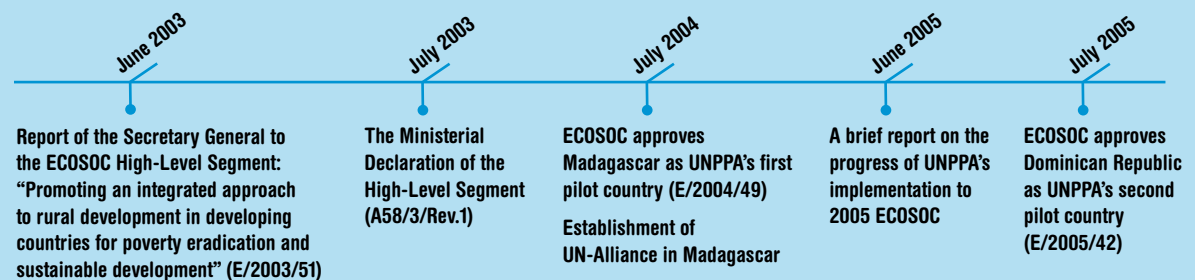 June 2003
Report of the Secretary General to
the ECOSOC High-Level Segment:
“Promoting an integrated approach
to rural development in developing
countries for poverty eradication and
sustainable development” (E/2003/51)
July 2003
The Ministerial
Declaration of the
High-Level Segment
(A58/3/Rev.1)
July 2004
ECOSOC approves
Madagascar as UNPPA’s first
pilot country (E/2004/49)
Establishment of
UN-Alliance in Madagascar
June 2005
A brief report on the
progress of UNPPA’s
implementation to
2005 ECOSOC
July 2005
ECOSOC approves
Dominican Republic
as UNPPA’s second
pilot country
(E/2005/42)